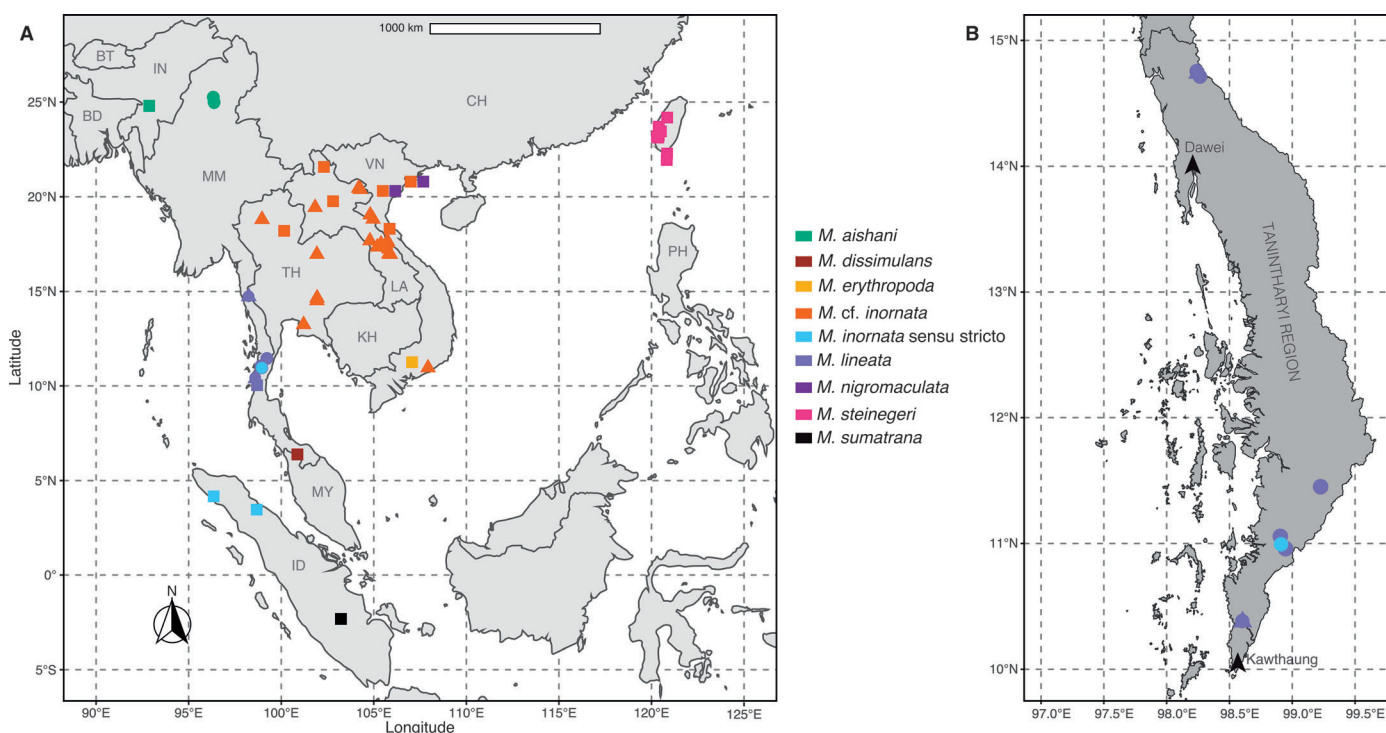 A
1000 km
BT
IN
BD
CH
MM
VN
TH
LA
KH
PH
MY
ID
N
25°N
20°N
15°N
10°N
5°N
0°
5°S
Latitude
90°E
95°E
100°E
105°E
110°E
115°E
120°E
125°E
Longitude
M. aishani
M. dissimulans
M. erythropoda
M. cf. inornata
M. inornata sensu stricto
M. lineata
M. nigromaculata
M. steinegeri
M. sumatrana
B
15°N
14°N
13°N
12°N
11°N
10°N
Dawei
TANINTHARYI REGION
Kawthaung
97.0°E
97.5°E
98.0°E
98.5°E
99.0°E
99.5°E